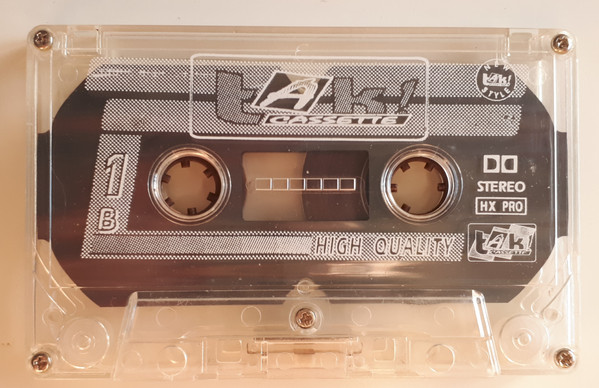 tAk!
CASSETTE
NEW
tAk!
STYLE
1
B
STEREO
HX PRO
tAk!
CASSETTE
HIGH QUALITY